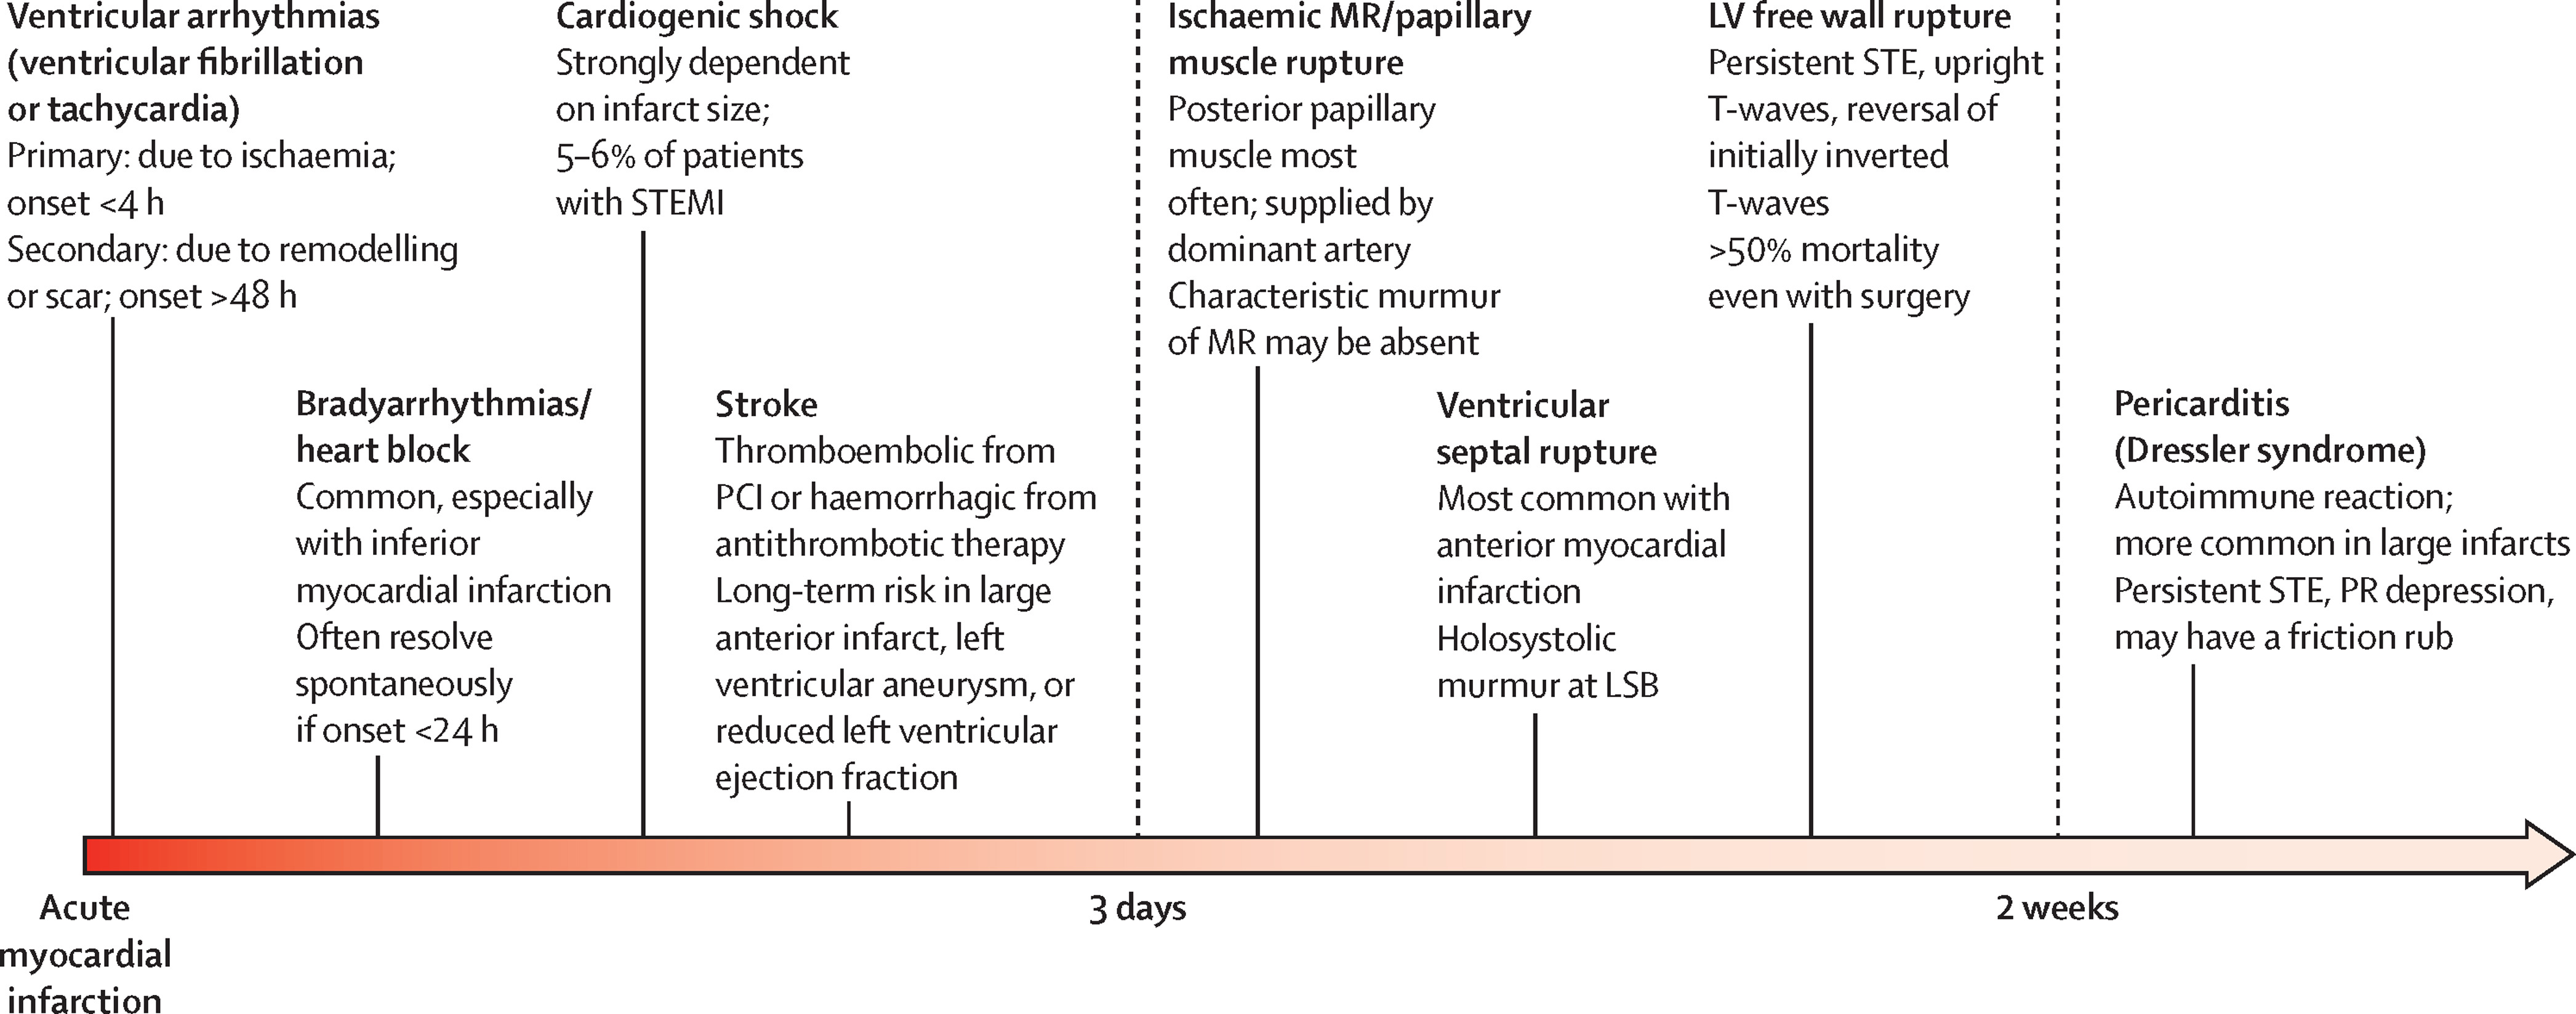 Ventricular arrhythmias
(ventricular fibrillation
or tachycardia)
Primary: due to ischaemia;
onset <4 h
Secondary: due to remodelling
or scar; onset >48 h
Bradyarrhythmias/
heart block
Common, especially
with inferior
myocardial infarction
Often resolve
spontaneously
if onset <24 h
Cardiogenic shock
Strongly dependent
on infarct size;
5–6% of patients
with STEMI
Stroke
Thromboembolic from
PCI or haemorrhagic from
antithrombotic therapy
Long-term risk in large
anterior infarct, left
ventricular aneurysm, or
reduced left ventricular
ejection fraction
Ischaemic MR/papillary
muscle rupture
Posterior papillary
muscle most
often; supplied by
dominant artery
Characteristic murmur
of MR may be absent
Ventricular
septal rupture
Most common with
anterior myocardial
infarction
Holosystolic
murmur at LSB
LV free wall rupture
Persistent STE, upright
T-waves, reversal of
initially inverted
T-waves
>50% mortality
even with surgery
Pericarditis
(Dressler syndrome)
Autoimmune reaction;
more common in large infarcts
Persistent STE, PR depression,
may have a friction rub
Acute
myocardial
infarction
3 days
2 weeks